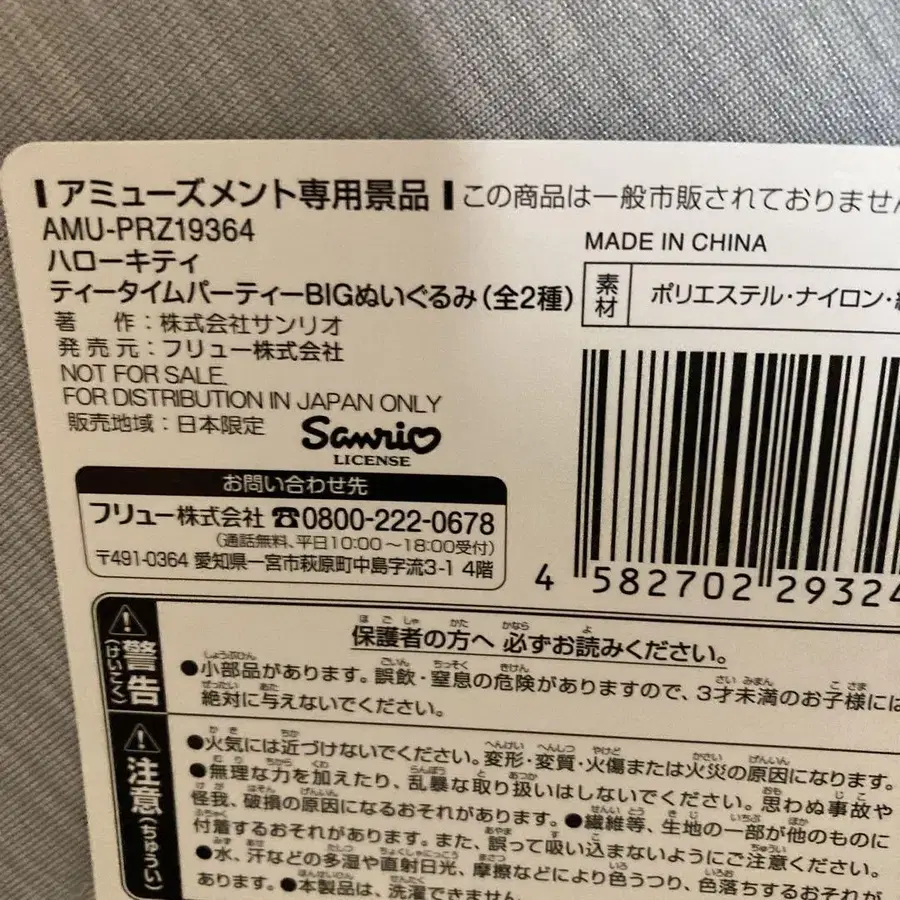 アミューズメント専用景品 この商品は一般市販されておりません
AMU-PRZ19364
MADE IN CHINA
ハローキティ
ティータイムパーティーBIGぬいぐるみ(全2種)
素材 ポリエステル・ナイロン・
著 作:株式会社サンリオ
発売元:フリュー株式会社
NOT FOR SALE.
FOR DISTRIBUTION IN JAPAN ONLY
販売地域:日本限定
Sanrio
LICENSE
お問い合わせ先
フリュー株式会社 ☎0800-222-0678
(通話無料、平日10:00～18:00受付)
〒491-0364 愛知県一宮市萩原町中島字流3-1 4階
4 582702 29324
警告(けいこく)
保護者の方へ 必ずお読みください。
●小部品があります。誤飲・窒息の危険がありますので、3才未満のお子様には
絶対に与えないでください。
注意(ちゅうい)
●火気には近づけないでください。変形・変質・火傷または火災の原因になります。
●無理な力を加えたり、乱暴な取り扱いはしないでください。思わぬ事故や
怪我、破損の原因になるおそれがあります。●繊維等、生地の一部が他のものに
付着するおそれがあります。また、誤って吸い込まないようにご注意ください。
●水、汗などの多湿や直射日光、摩擦などにより色うつり、色落ちするおそれが
あります。●本製品は、洗濯できません。